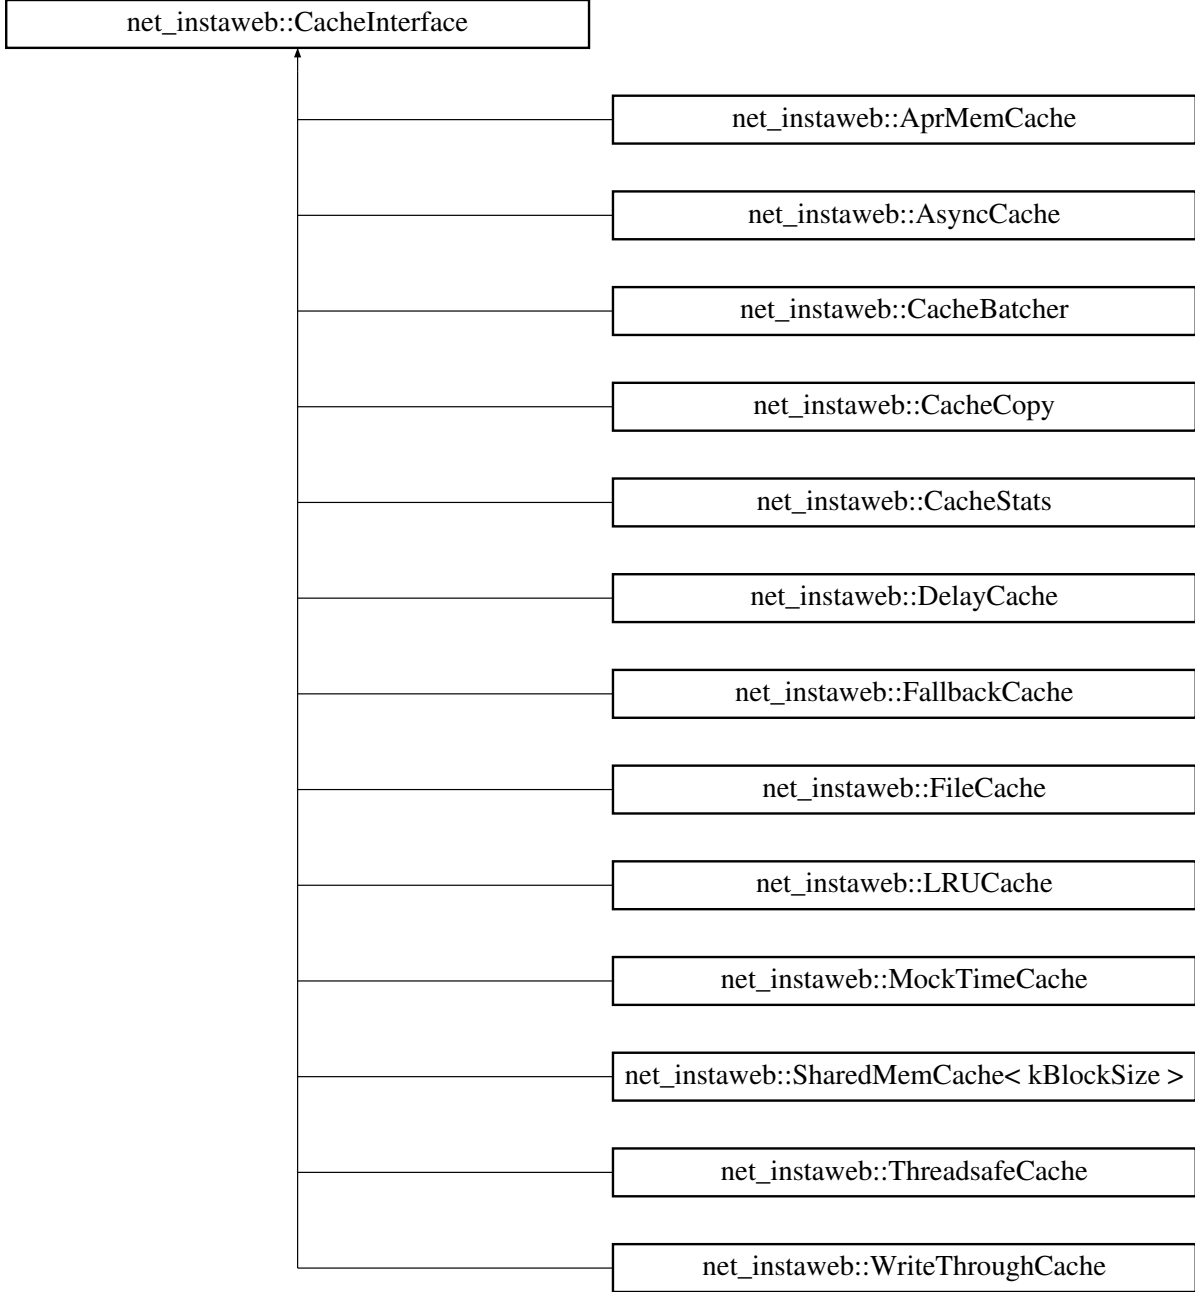 net_instaweb::CacheInterface
net_instaweb::AprMemCache
net_instaweb::AsyncCache
net_instaweb::CacheBatcher
net_instaweb::CacheCopy
net_instaweb::CacheStats
net_instaweb::DelayCache
net_instaweb::FallbackCache
net_instaweb::FileCache
net_instaweb::LRUCache
net_instaweb::MockTimeCache
net_instaweb::SharedMemCache< kBlockSize >
net_instaweb::ThreadsafeCache
net_instaweb::WriteThroughCache